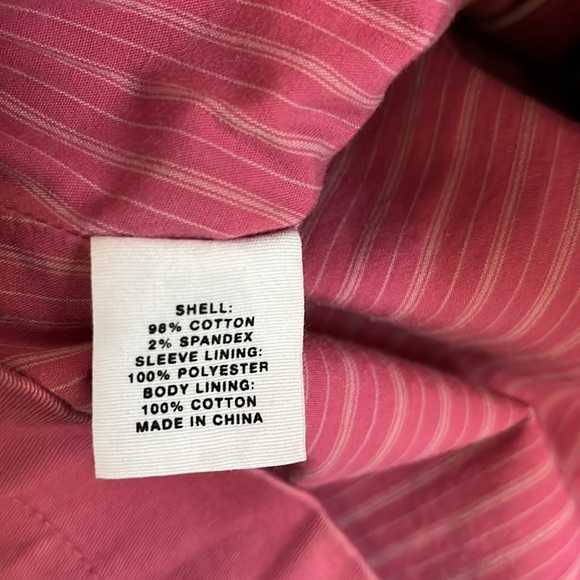 SHELL:
98% COTTON
2% SPANDEX
SLEEVE LINING:
100% POLYESTER
BODY LINING:
100% COTTON
MADE IN CHINA